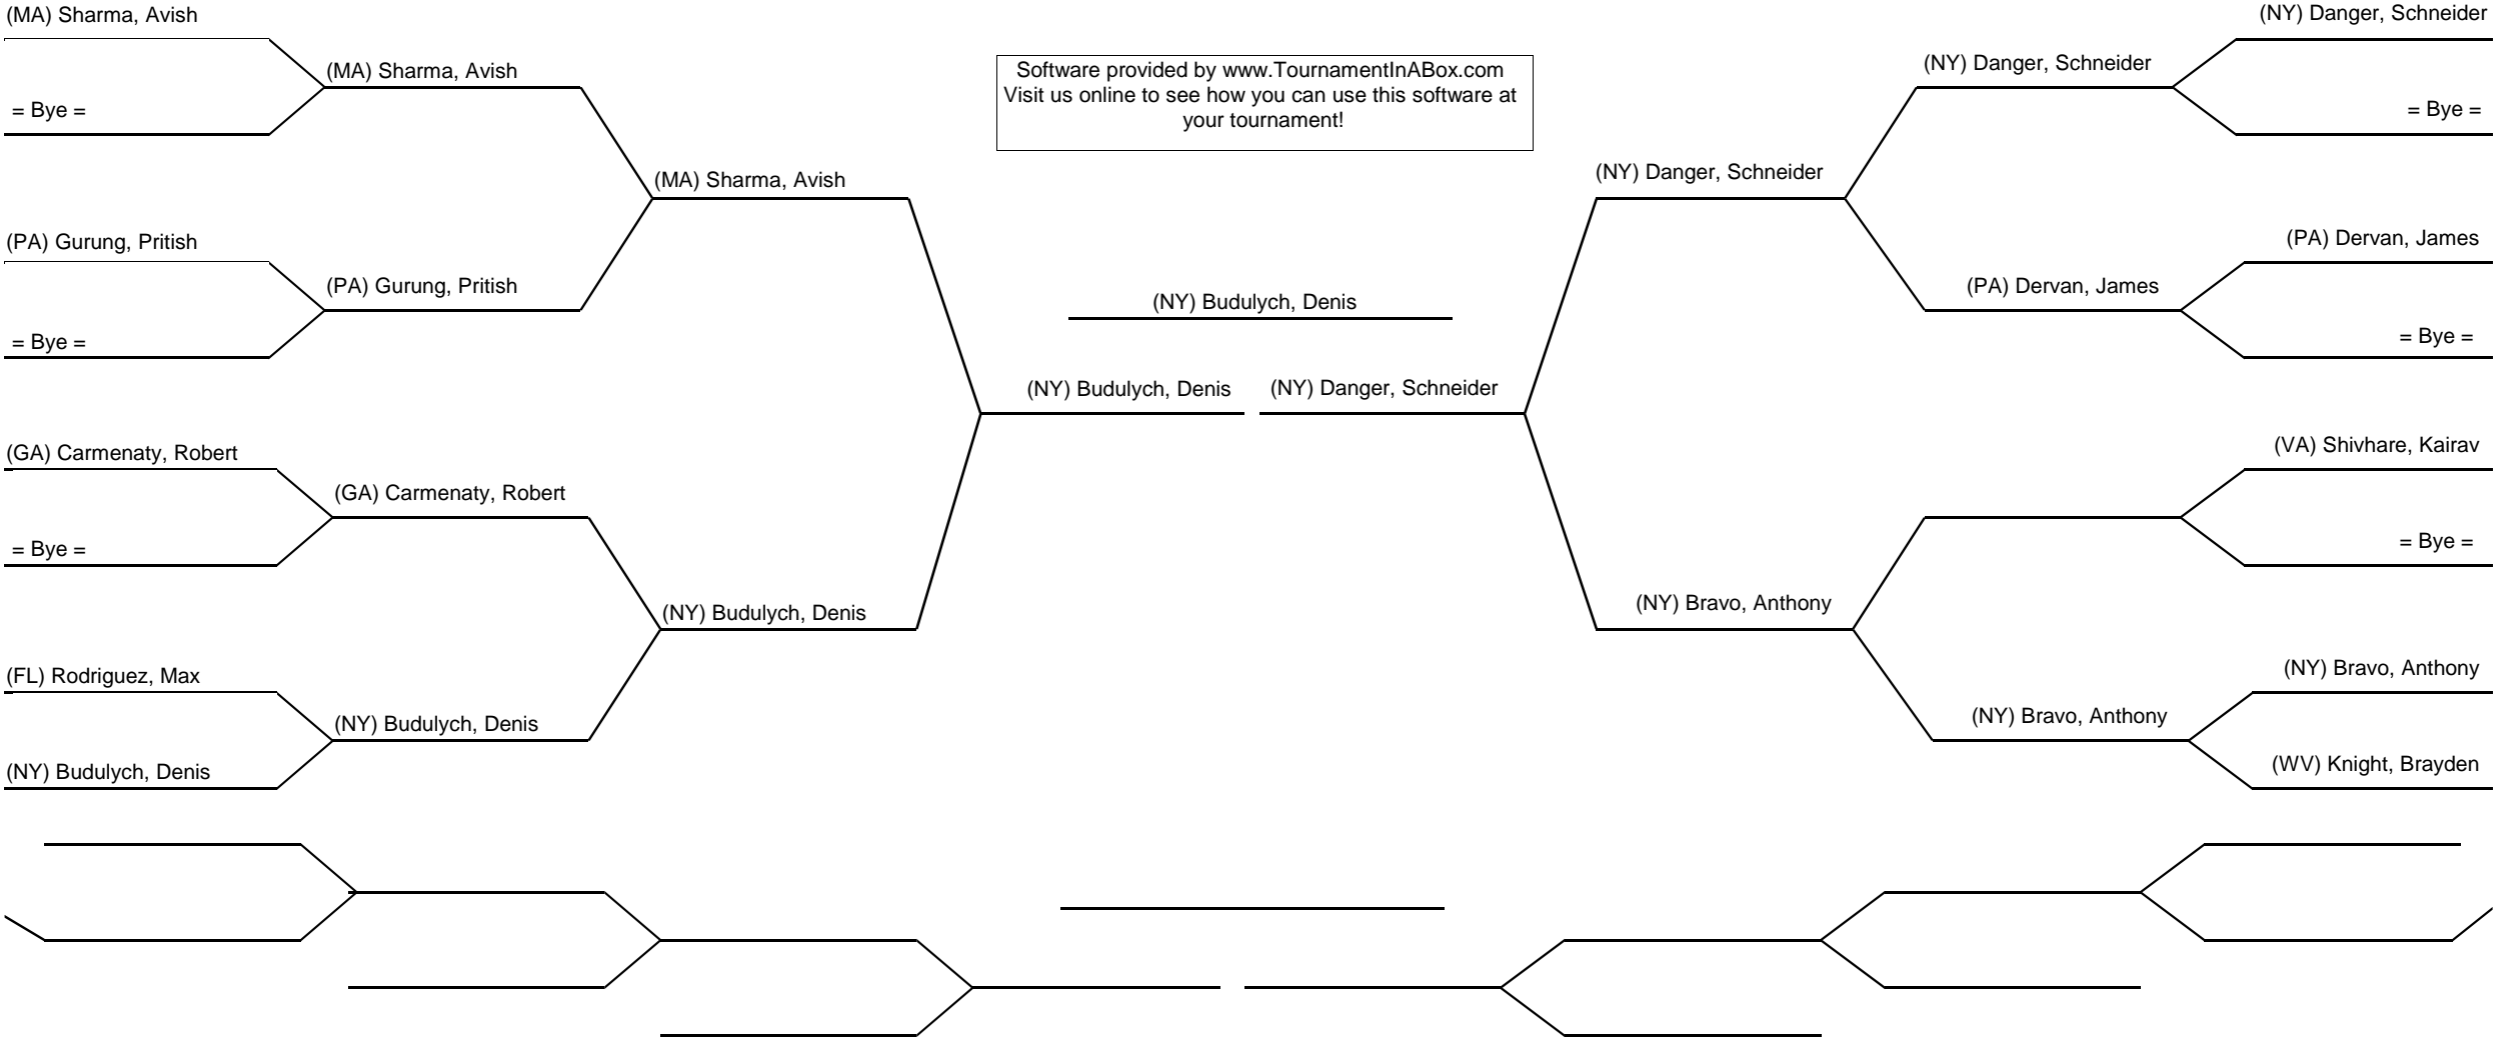 (MA) Sharma, Avish
= Bye =
(PA) Gurung, Pritish
= Bye =
(GA) Carmenaty, Robert
= Bye =
(FL) Rodriguez, Max
(NY) Budulych, Denis
(MA) Sharma, Avish
(PA) Gurung, Pritish
(GA) Carmenaty, Robert
(NY) Budulych, Denis
(MA) Sharma, Avish
(NY) Budulych, Denis
Software provided by www.TournamentInABox.com
Visit us online to see how you can use this software at
your tournament!
(NY) Budulych, Denis
(NY) Budulych, Denis
(NY) Danger, Schneider
(NY) Danger, Schneider
(NY) Bravo, Anthony
(NY) Danger, Schneider
(PA) Dervan, James
(NY) Bravo, Anthony
(NY) Danger, Schneider
= Bye =
(PA) Dervan, James
= Bye =
(VA) Shivhare, Kairav
= Bye =
(NY) Bravo, Anthony
(WV) Knight, Brayden